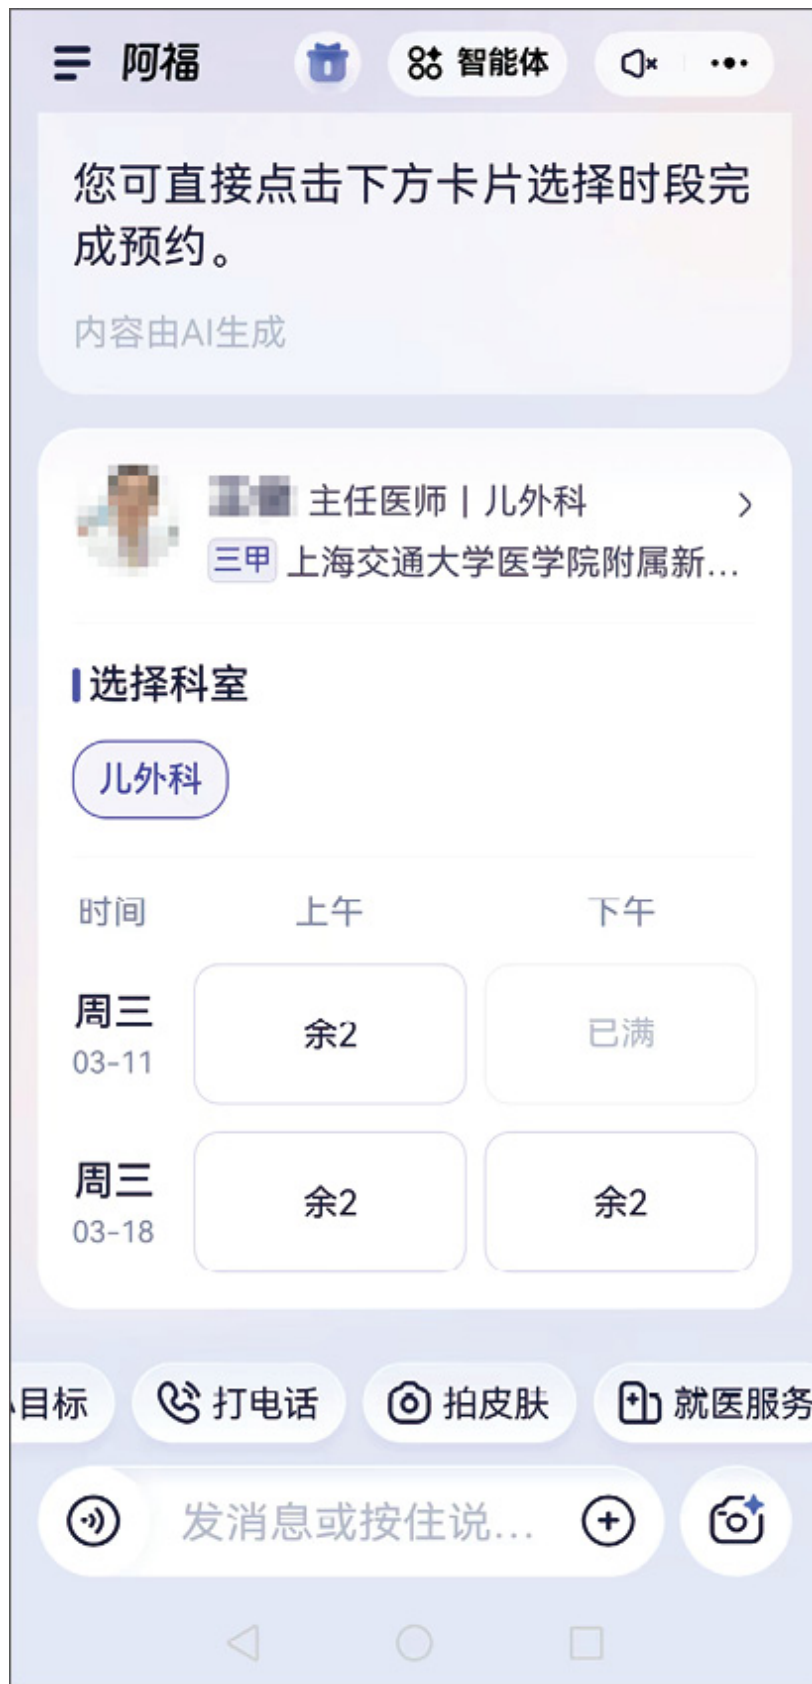 阿福
智能体
您可直接点击下方卡片选择时段完
成预约。
内容由AI生成
主任医师 | 儿外科
三甲 上海交通大学医学院附属新...
选择科室
儿外科
时间 上午 下午
周三
03-11
余2 已满
周三
03-18
余2 余2
目标 打电话 拍皮肤 就医服务
发消息或按住说...